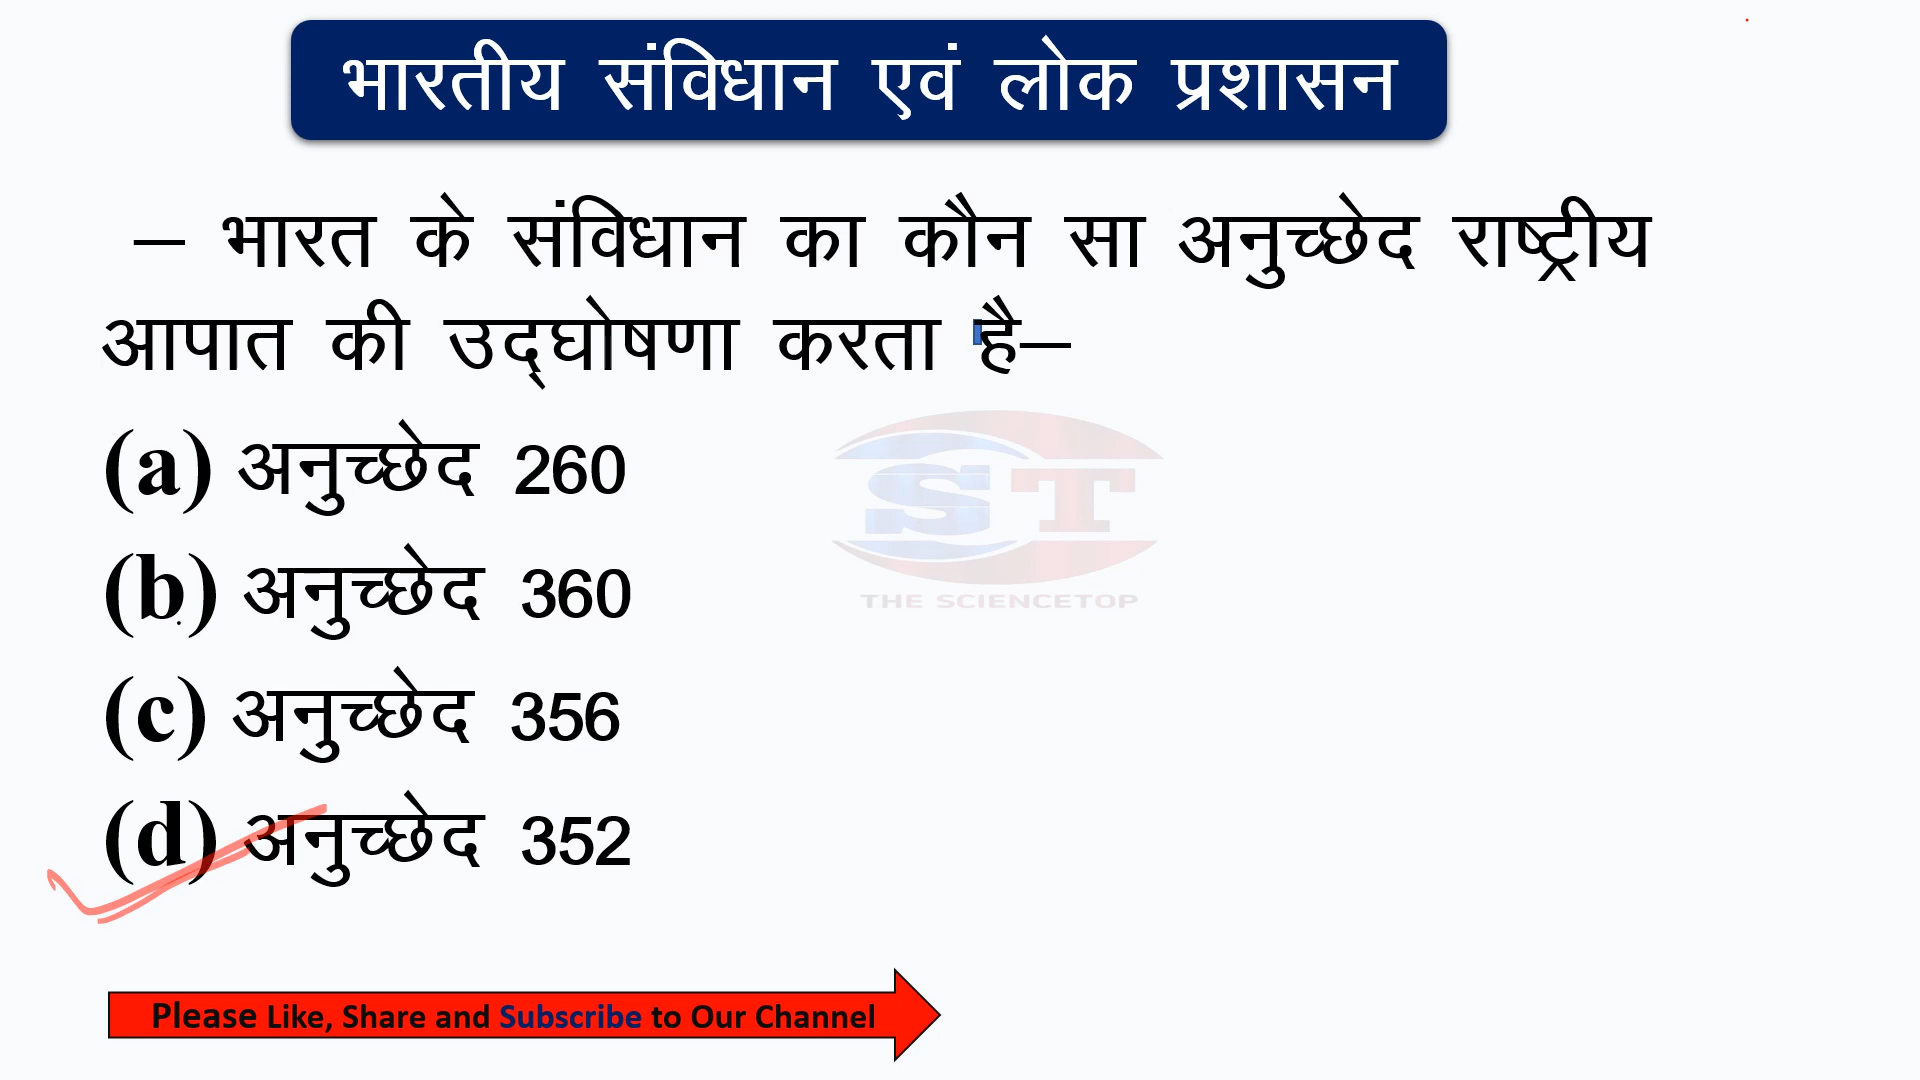 भारतीय संविधान एवं लोक प्रशासन
– भारत के संविधान का कौन सा अनुच्छेद राष्ट्रीय
आपात की उद्घोषणा करता है–
(a) अनुच्छेद 260
(b) अनुच्छेद 360
(c) अनुच्छेद 356
(d) अनुच्छेद 352
ST
THE SCIENCETOP
Please Like, Share and Subscribe to Our Channel